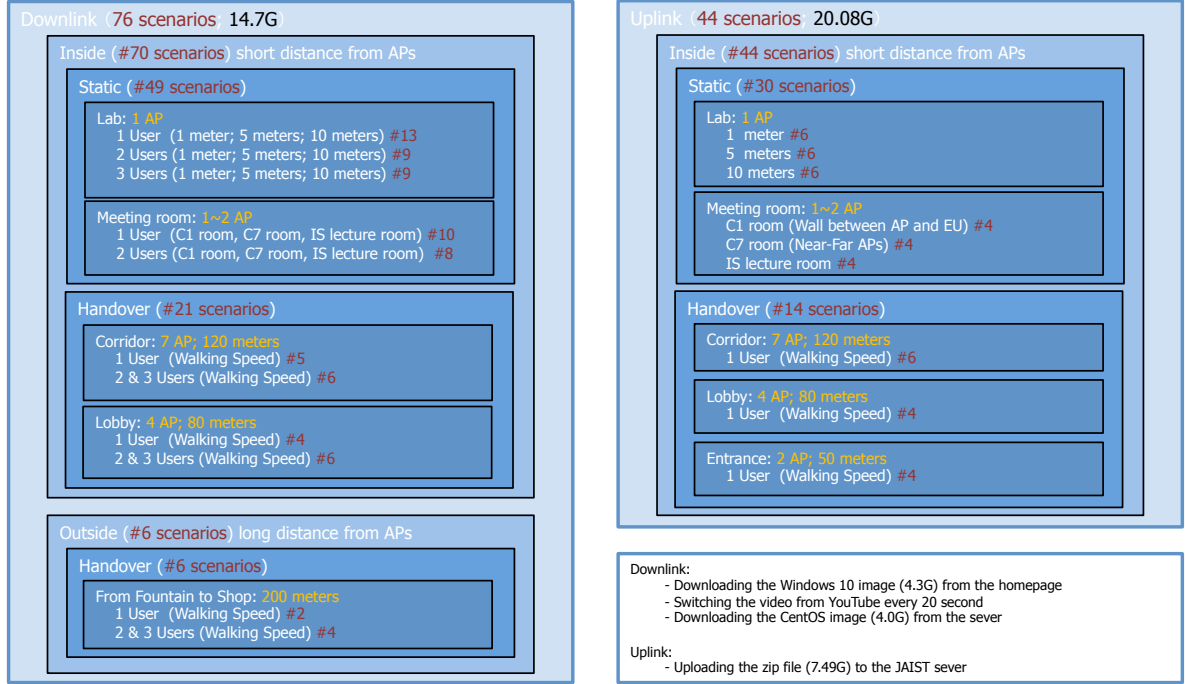 Downlink (76 scenarios; 14.7G)
Inside (#70 scenarios) short distance from APs
Static (#49 scenarios)
Lab: 1 AP
1 User (1 meter; 5 meters; 10 meters) #13
2 Users (1 meter; 5 meters; 10 meters) #9
3 Users (1 meter; 5 meters; 10 meters) #9
Meeting room: 1~2 AP
1 User (C1 room, C7 room, IS lecture room) #10
2 Users (C1 room, C7 room, IS lecture room) #8
Handover (#21 scenarios)
Corridor: 7 AP; 120 meters
1 User (Walking Speed) #5
2 & 3 Users (Walking Speed) #6
Lobby: 4 AP; 80 meters
1 User (Walking Speed) #4
2 & 3 Users (Walking Speed) #6
Outside (#6 scenarios) long distance from APs
Handover (#6 scenarios)
From Fountain to Shop: 200 meters
1 User (Walking Speed) #2
2 & 3 Users (Walking Speed) #4
Uplink (44 scenarios; 20.08G)
Inside (#44 scenarios) short distance from APs
Static (#30 scenarios)
Lab: 1 AP
1 meter #6
5 meters #6
10 meters #6
Meeting room: 1~2 AP
C1 room (Wall between AP and EU) #4
C7 room (Near-Far APs) #4
IS lecture room #4
Handover (#14 scenarios)
Corridor: 7 AP; 120 meters
1 User (Walking Speed) #6
Lobby: 4 AP; 80 meters
1 User (Walking Speed) #4
Entrance: 2 AP; 50 meters
1 User (Walking Speed) #4
Downlink:
- Downloading the Windows 10 image (4.3G) from the homepage
- Switching the video from YouTube every 20 second
- Downloading the CentOS image (4.0G) from the sever
Uplink:
- Uploading the zip file (7.49G) to the JAIST sever